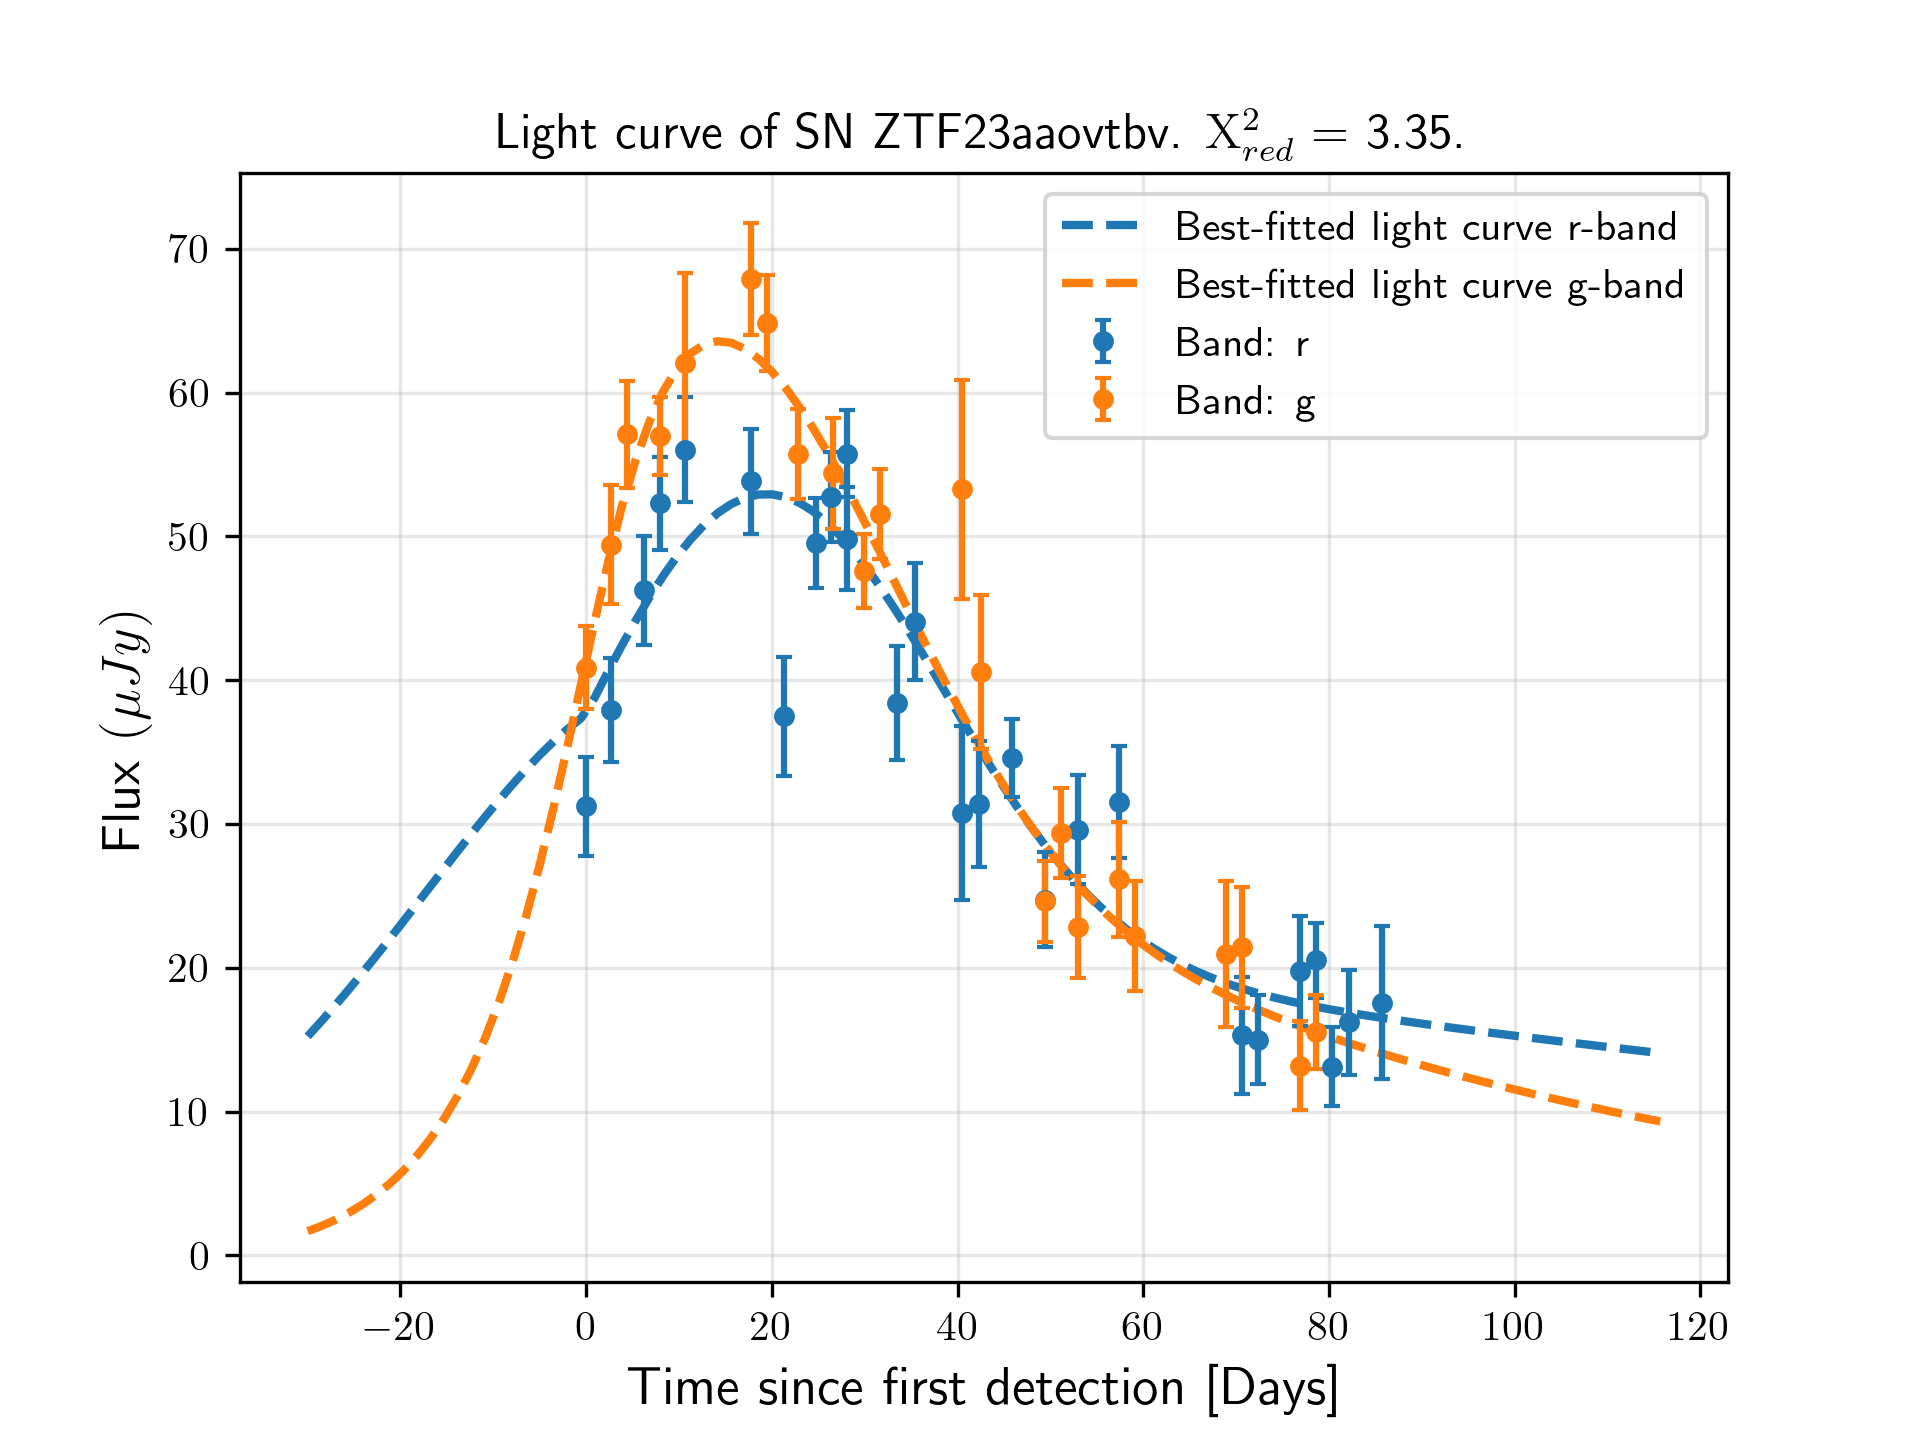 Light curve of SN ZTF23aaovtbv. X²_red = 3.35.
Best-fitted light curve r-band
Best-fitted light curve g-band
Band: r
Band: g
Flux (μJy)
70
60
50
40
30
20
10
0
−20 0 20 40 60 80 100 120
Time since first detection [Days]